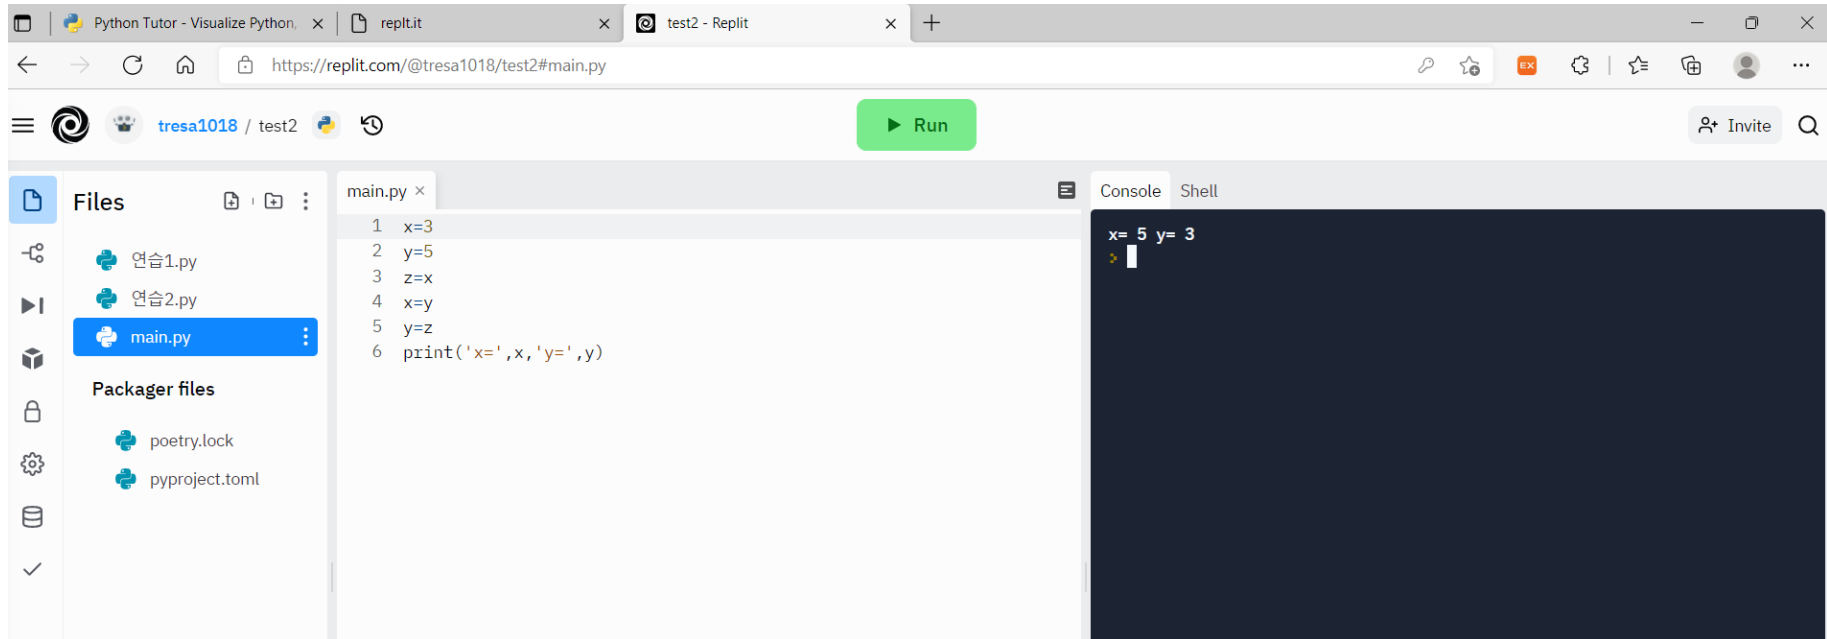 Python Tutor - Visualize Python,
replt.it
test2 - Replit
https://replit.com/@tresa1018/test2#main.py
EX
tresa1018 / test2
Run
Invite
Files
연습1.py
연습2.py
main.py
Packager files
poetry.lock
pyproject.toml
main.py
1 x=3
2 y=5
3 z=x
4 x=y
5 y=z
6 print('x=',x,'y=',y)
Console Shell
x= 5 y= 3
>